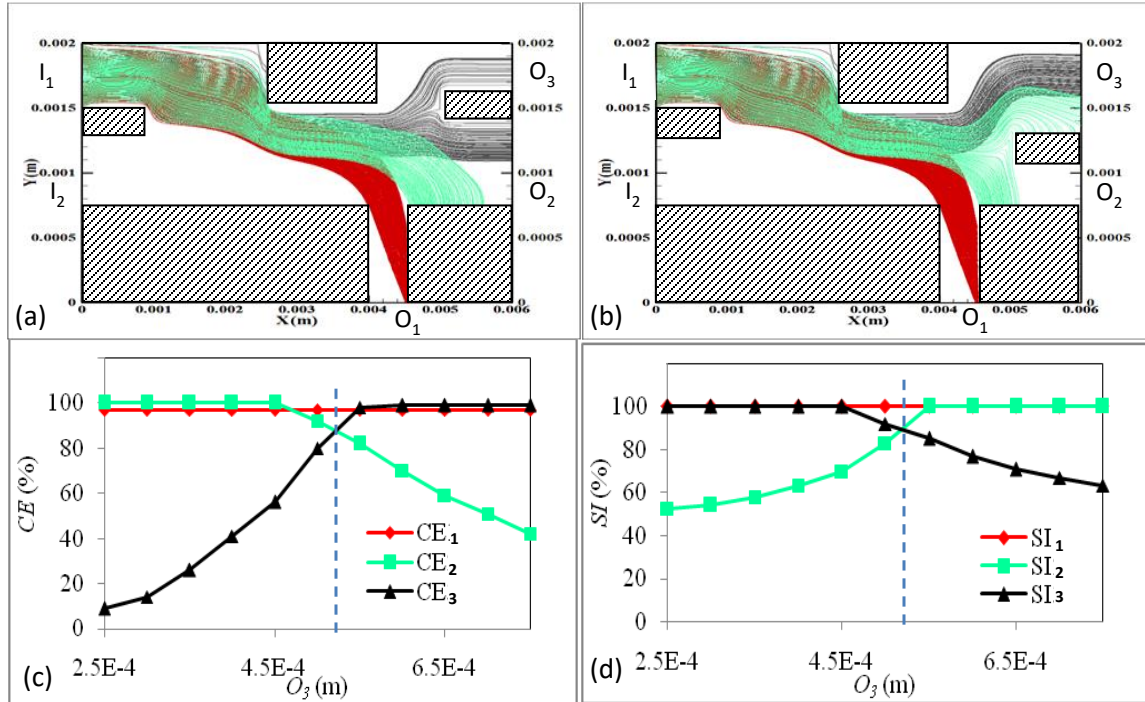 0.002
0.0015
0.001
0.0005
0
Y(m)
I1
I2
0 0.001 0.002 0.003 0.004 0.005 0.006
X(m)
0.002
0.0015
0.001
0.0005
0
O3
O2
O1
(a)
0.002
0.0015
0.001
0.0005
0
Y(m)
I1
I2
0 0.001 0.002 0.003 0.004 0.005 0.006
X(m)
0.002
0.0015
0.001
0.0005
0
O3
O2
O1
(b)
100
80
60
40
20
0
CE (%)
CE1
CE2
CE3
2.5E-4 4.5E-4 6.5E-4
O3 (m)
(c)
100
80
60
40
20
0
SI (%)
SI1
SI2
SI3
2.5E-4 4.5E-4 6.5E-4
O3 (m)
(d)